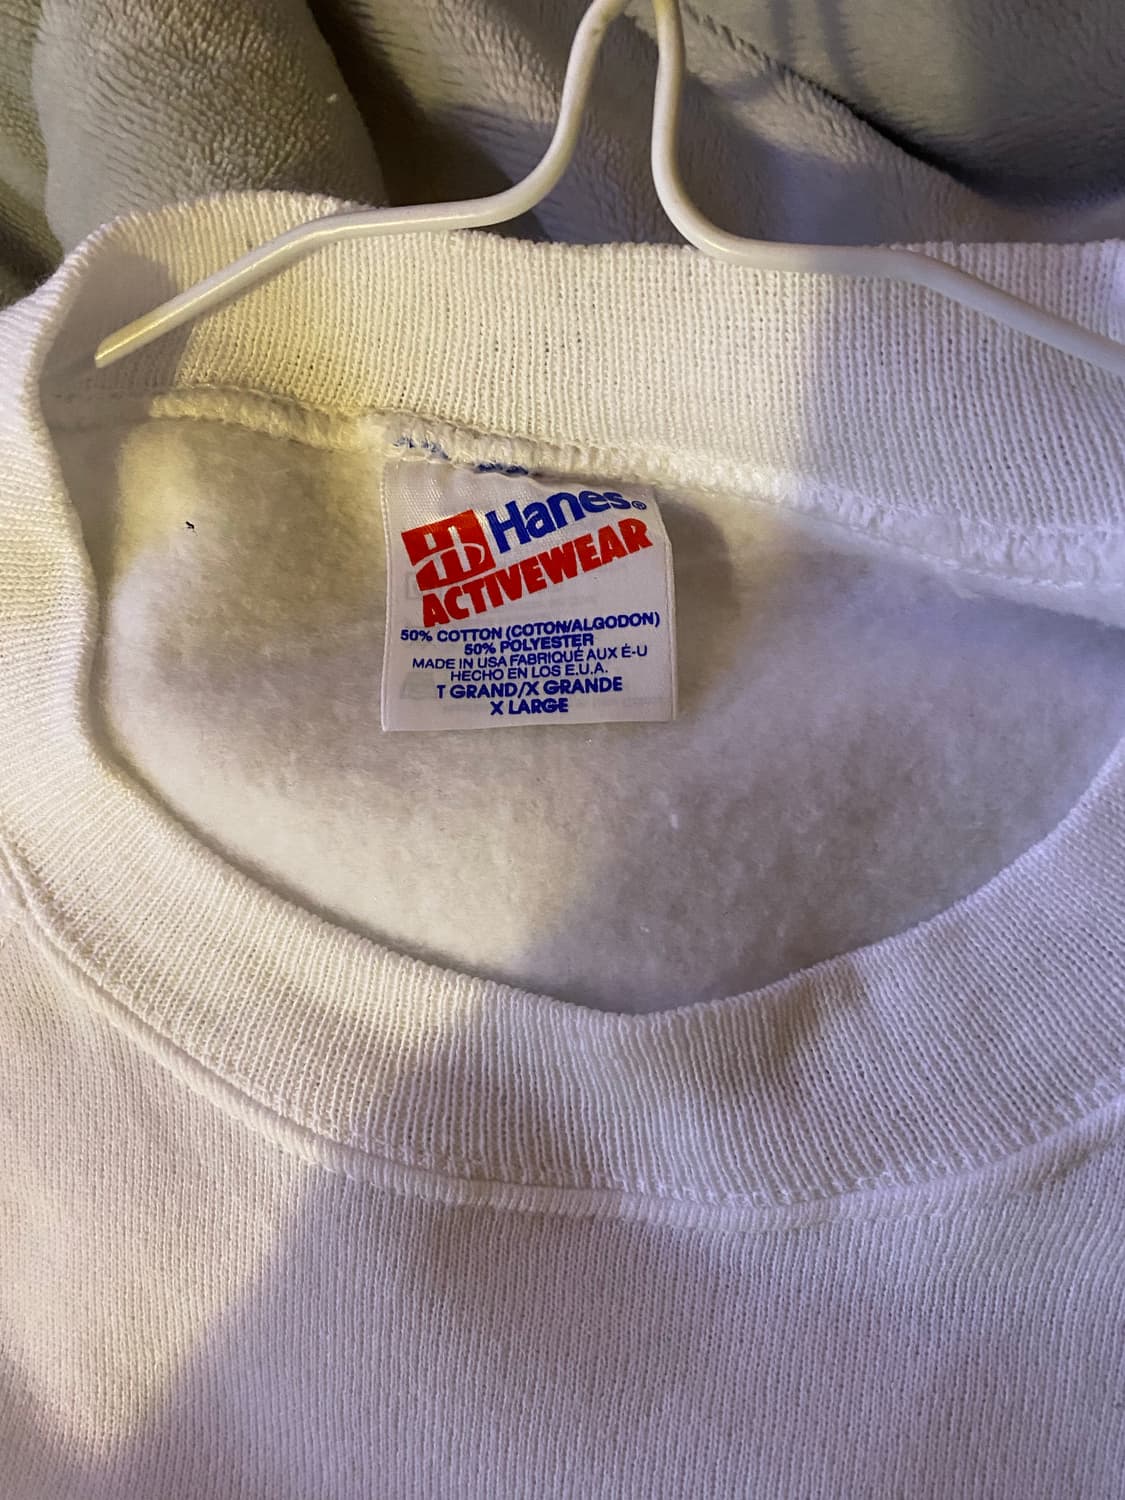 Hanes®
ACTIVEWEAR
50% COTTON (COTON/ALGODON)
50% POLYESTER
MADE IN USA FABRIQUÉ AUX É-U
HECHO EN LOS E.U.A.
T GRAND/X GRANDE
X LARGE